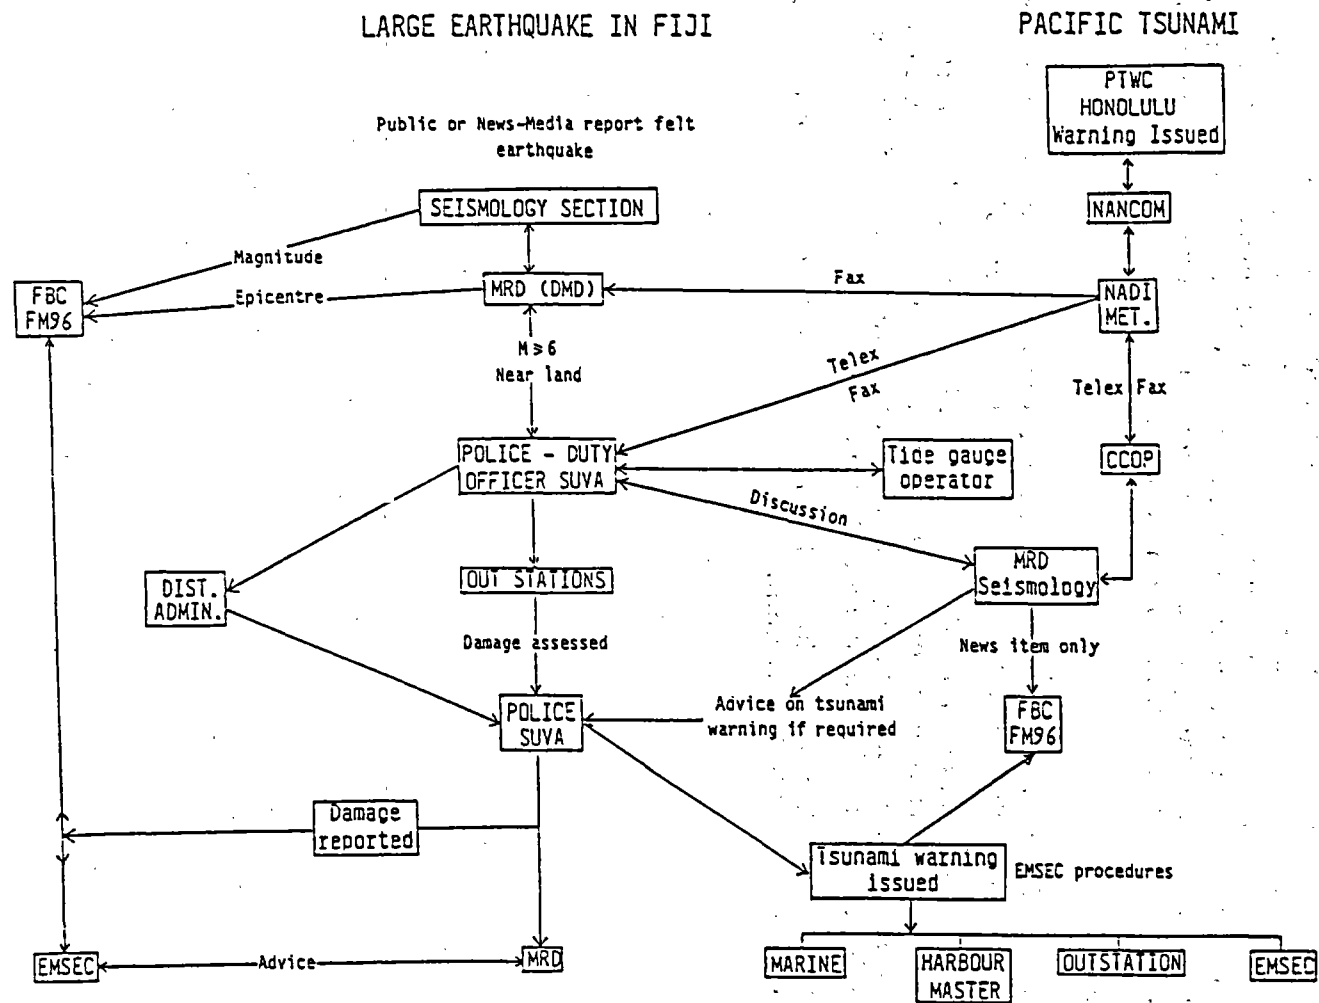 LARGE EARTHQUAKE IN FIJI
PACIFIC TSUNAMI
PTWC
HONOLULU
Warning Issued
Public or News-Media report felt
earthquake
SEISMOLOGY SECTION
NANCOM
Magnitude
FBC
FM96
Epicentre
MRD (DMD)
Fax
NADI
MET.
M⩾6
Near land
Telex
Fax
Telex Fax
POLICE - DUTY
OFFICER SUVA
Tide gauge
operator
CCOP
Discussion
MRD
Seismology
DIST.
ADMIN.
OUT STATIONS
Damage assessed
News item only
POLICE
SUVA
Advice on tsunami
warning if required
FBC
FM96
Damage
reported
Tsunami warning
issued
EMSEC procedures
EMSEC
Advice
MRD
MARINE
HARBOUR
MASTER
OUTSTATION
EMSEC